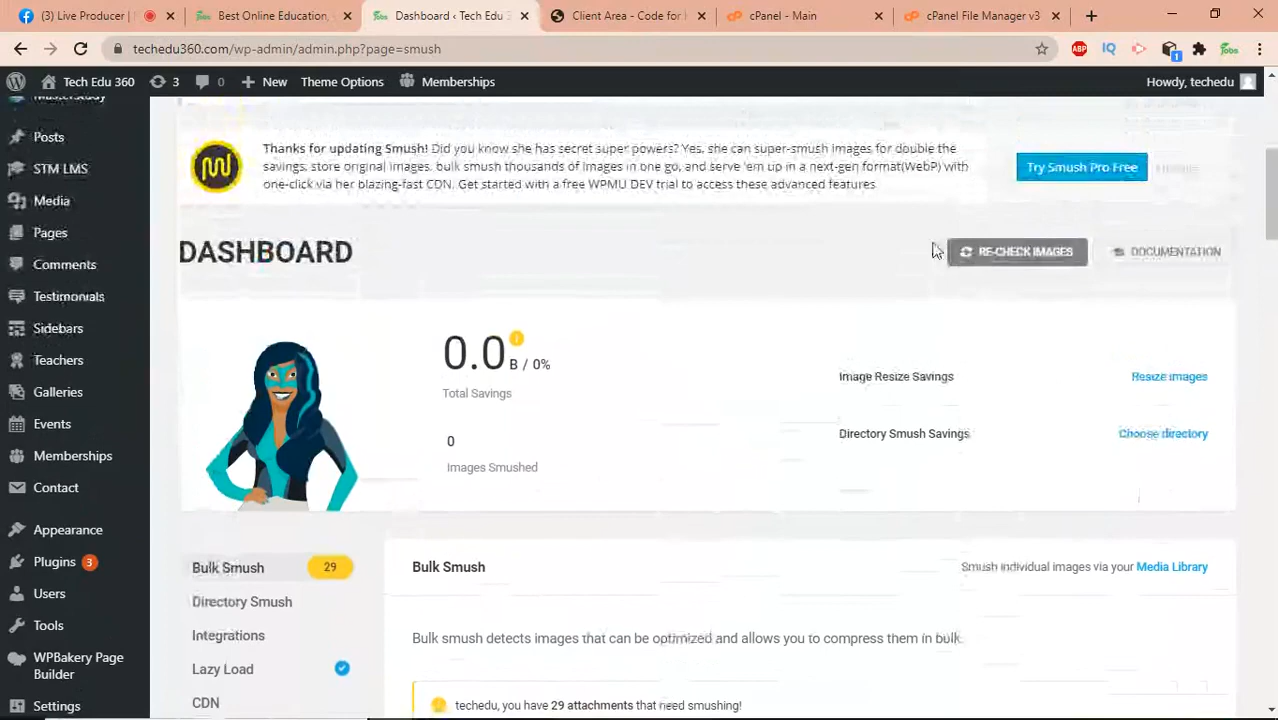 (3) Live Producer |
Best Online Education,
Dashboard ‹ Tech Edu 3
Client Area - Code for
cPanel - Main
cPanel File Manager v3
techedu360.com/wp-admin/admin.php?page=smush
ABP
IQ
1
Jobs
Tech Edu 360
3
0
New
Theme Options
Memberships
Howdy, techedu
MasterStudy
Posts
STM LMS
Media
Pages
Comments
Testimonials
Sidebars
Teachers
Galleries
Events
Memberships
Contact
Appearance
Plugins 3
Users
Tools
WPBakery Page
Builder
Settings
Thanks for updating Smush! Did you know she has secret super powers? Yes, she can super-smush images for double the
savings, store original images, bulk smush thousands of images in one go, and serve 'em up in a next-gen format(WebP) with
one-click via her blazing-fast CDN. Get started with a free WPMU DEV trial to access these advanced features.
Try Smush Pro Free
DASHBOARD
RE-CHECK IMAGES
DOCUMENTATION
0.0 B / 0%
Total Savings
0
Images Smushed
Image Resize Savings
Resize images
Directory Smush Savings
Choose directory
Bulk Smush 29
Directory Smush
Integrations
Lazy Load
CDN
Bulk Smush
Smush individual images via your Media Library
Bulk smush detects images that can be optimized and allows you to compress them in bulk.
techedu, you have 29 attachments that need smushing!